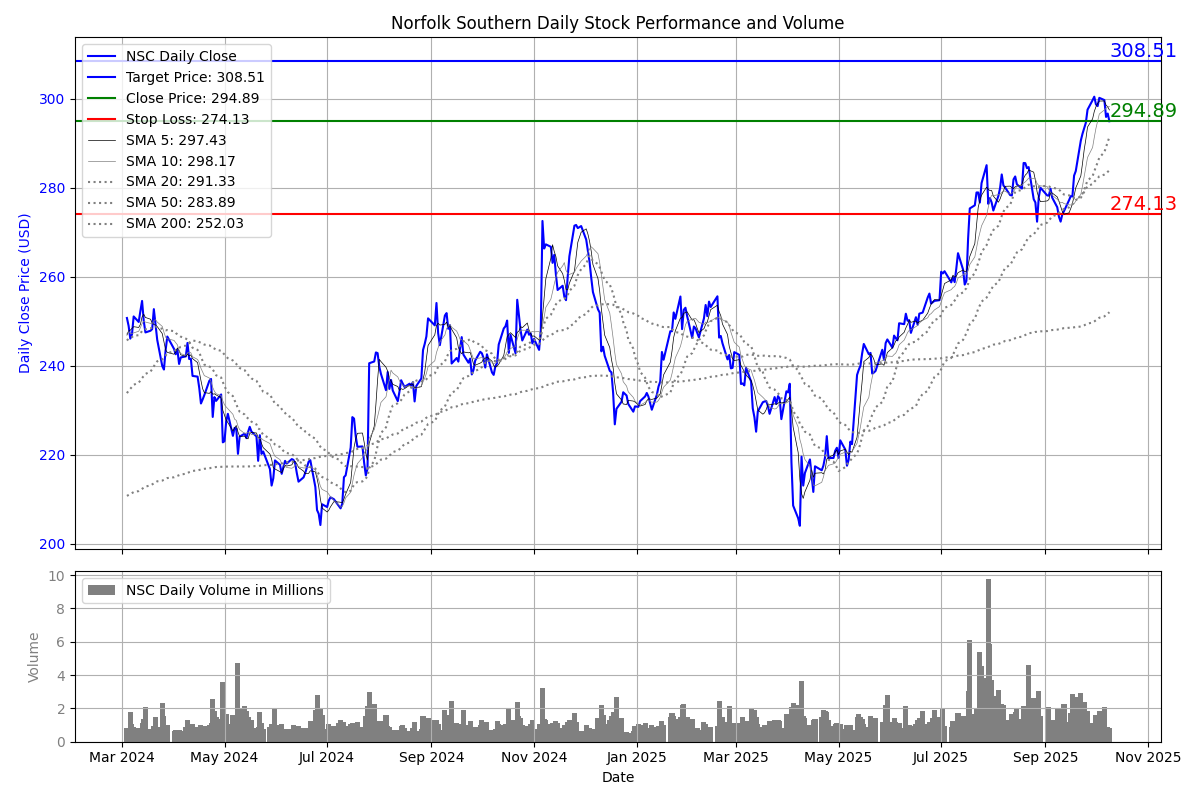 Norfolk Southern Daily Stock Performance and Volume
308.51
294.89
274.13
NSC Daily Close
Target Price: 308.51
Close Price: 294.89
Stop Loss: 274.13
SMA 5: 297.43
SMA 10: 298.17
SMA 20: 291.33
SMA 50: 283.89
SMA 200: 252.03
Daily Close Price (USD)
300
280
260
240
220
200
NSC Daily Volume in Millions
Volume
10
8
6
4
2
0
Mar 2024 May 2024 Jul 2024 Sep 2024 Nov 2024 Jan 2025 Mar 2025 May 2025 Jul 2025 Sep 2025 Nov 2025
Date